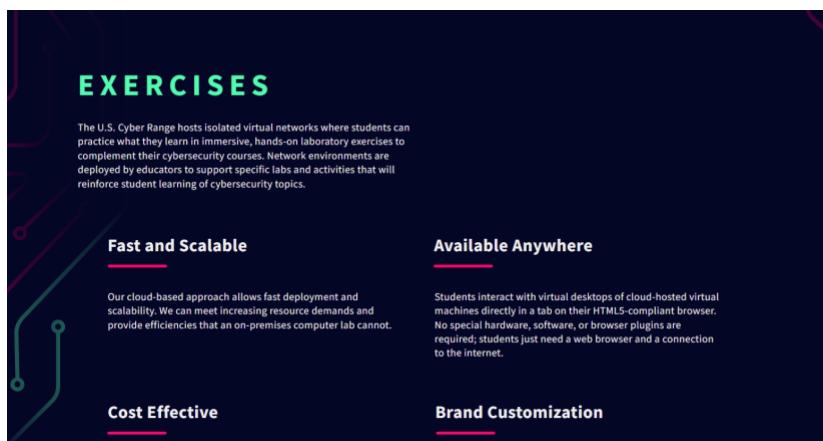 EXERCISES
The U.S. Cyber Range hosts isolated virtual networks where students can
practice what they learn in immersive, hands-on laboratory exercises to
complement their cybersecurity courses. Network environments are
deployed by educators to support specific labs and activities that will
reinforce student learning of cybersecurity topics.
Fast and Scalable
Our cloud-based approach allows fast deployment and
scalability. We can meet increasing resource demands and
provide efficiencies that an on-premises computer lab cannot.
Available Anywhere
Students interact with virtual desktops of cloud-hosted virtual
machines directly in a tab on their HTML5-compliant browser.
No special hardware, software, or browser plugins are
required; students just need a web browser and a connection
to the internet.
Cost Effective
Brand Customization